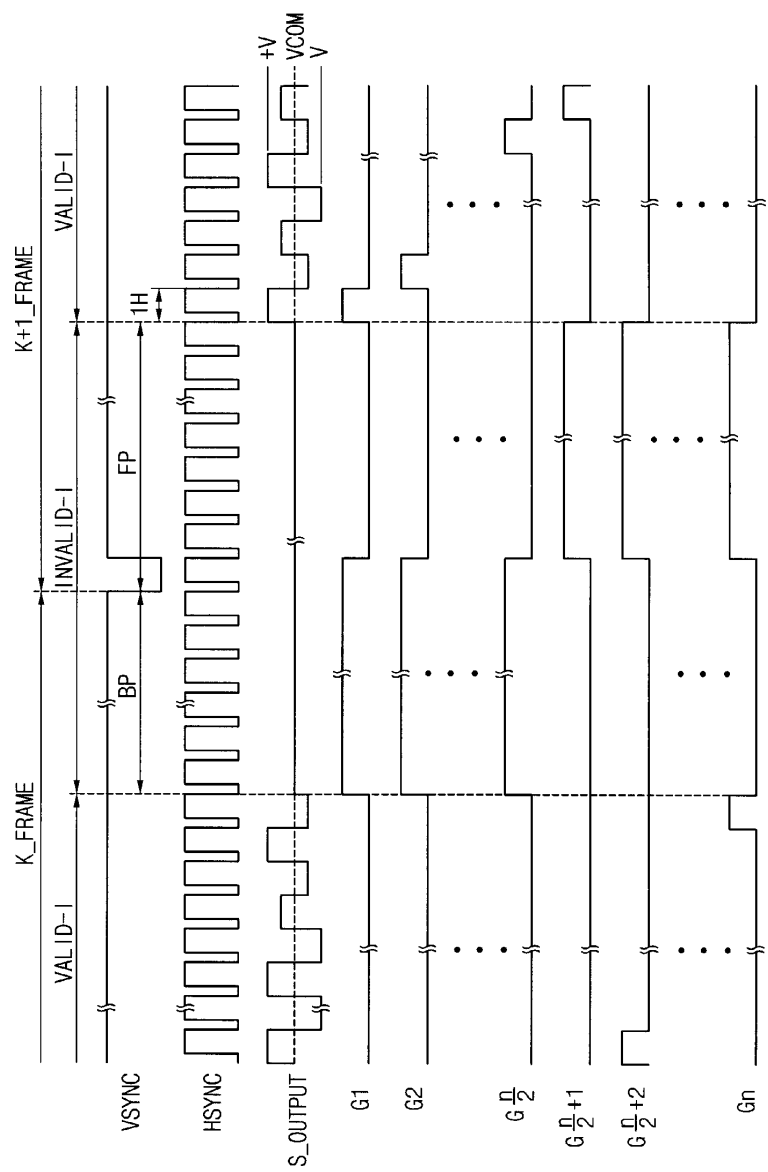 K_FRAME
K+1_FRAME
VALID-I
INVALID-I
VALID-I
BP
FP
1H
VSYNC
HSYNC
S_OUTPUT
+V
VCOM
V
G1
G2
G n/2
G n/2 +1
G n/2 +2
Gn